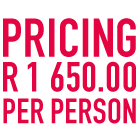 PRICING
R 1 650.00
PER PERSON